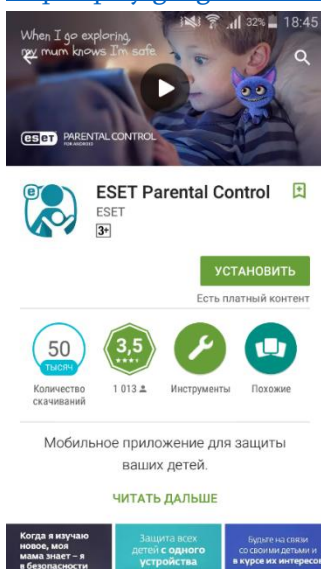 18:45
32%
When I go exploring,
my mum knows I'm safe.
eset PARENTAL CONTROL
FOR ANDROID
ESET Parental Control
ESET
3+
УСТАНОВИТЬ
Есть платный контент
50
ТЫСЯЧ
3,5
Количество
скачиваний
1 013
Инструменты
Похожие
Мобильное приложение для защиты
ваших детей.
ЧИТАТЬ ДАЛЬШЕ
Когда я изучаю
новое, моя
мама знает – я
в безопасности
Защита всех
детей с одного
устройства
Будьте на связи
со своими детьми и
в курсе их интересов